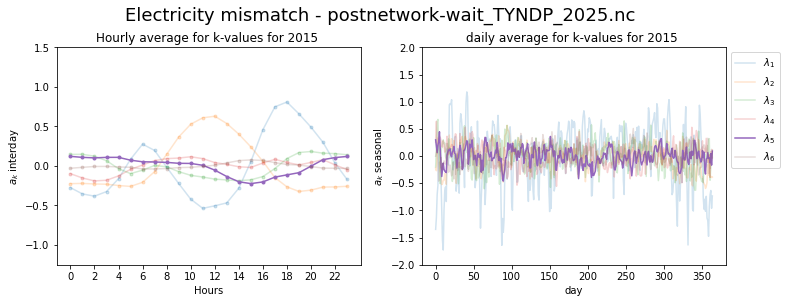 Electricity mismatch - postnetwork-wait_TYNDP_2025.nc
Hourly average for k-values for 2015
1.5
1.0
0.5
0.0
−0.5
−1.0
a_k interday
0 2 4 6 8 10 12 14 16 18 20 22
Hours
daily average for k-values for 2015
2.0
1.5
1.0
0.5
0.0
−0.5
−1.0
−1.5
−2.0
a_k seasonal
0 50 100 150 200 250 300 350
day
λ₁
λ₂
λ₃
λ₄
λ₅
λ₆